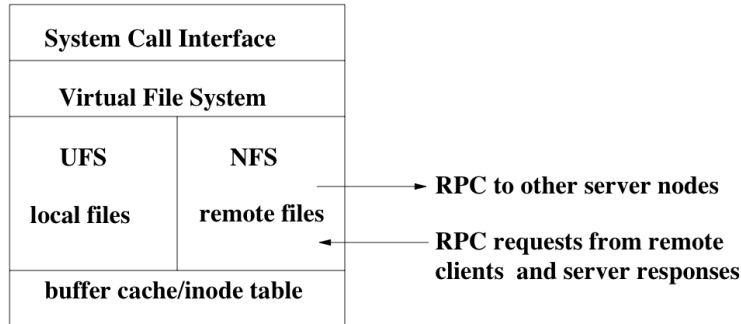 System Call Interface
Virtual File System
UFS
local files
NFS
remote files
RPC to other server nodes
RPC requests from remote
clients and server responses
buffer cache/inode table